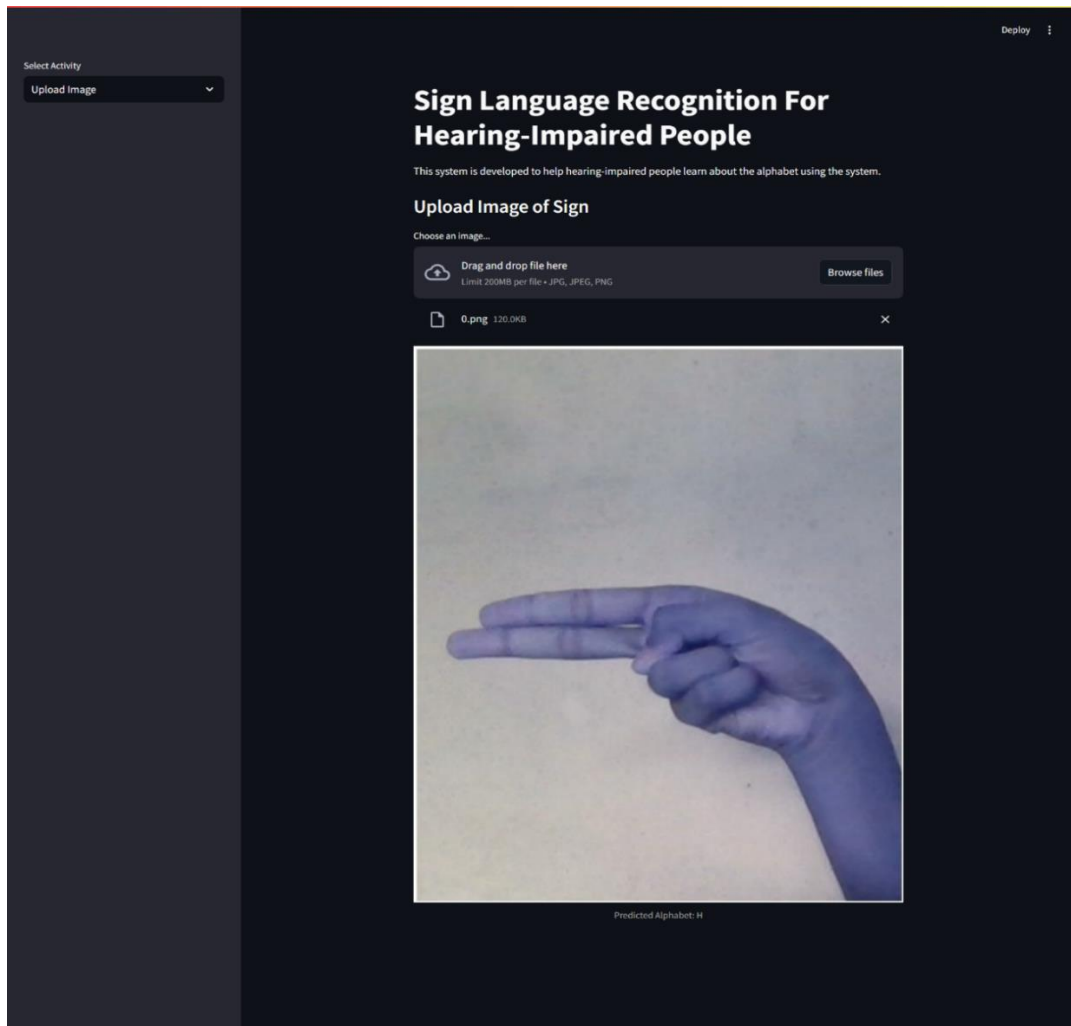 Deploy
Select Activity
Upload Image
Sign Language Recognition For
Hearing-Impaired People
This system is developed to help hearing-impaired people learn about the alphabet using the system.
Upload Image of Sign
Choose an image...
Drag and drop file here
Limit 200MB per file • JPG, JPEG, PNG
Browse files
0.png 120.0KB
Predicted Alphabet: H